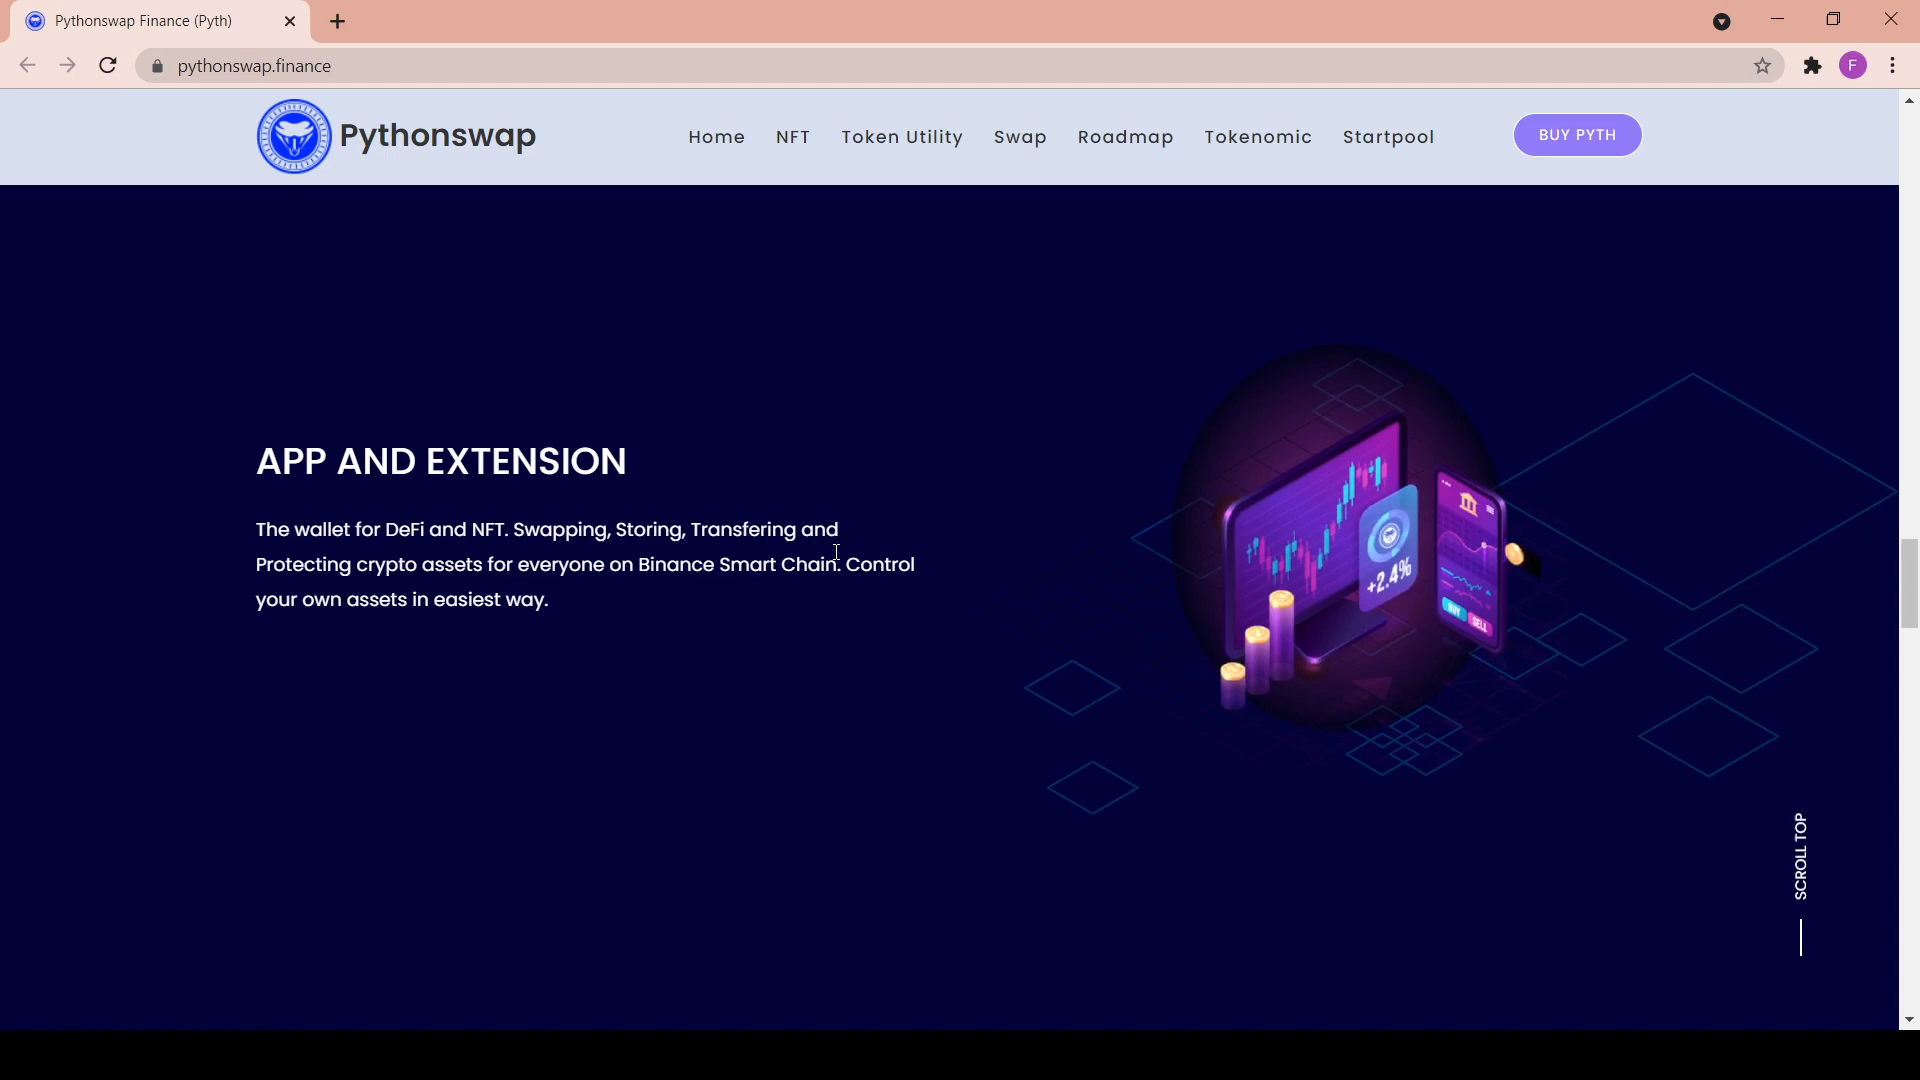 Pythonswap Finance (Pyth)
pythonswap.finance
F
Pythonswap
Home
NFT
Token Utility
Swap
Roadmap
Tokenomic
Startpool
BUY PYTH
APP AND EXTENSION
The wallet for DeFi and NFT. Swapping, Storing, Transfering and
Protecting crypto assets for everyone on Binance Smart Chain. Control
your own assets in easiest way.
+2.4%
BUY
SELL
SCROLL TOP